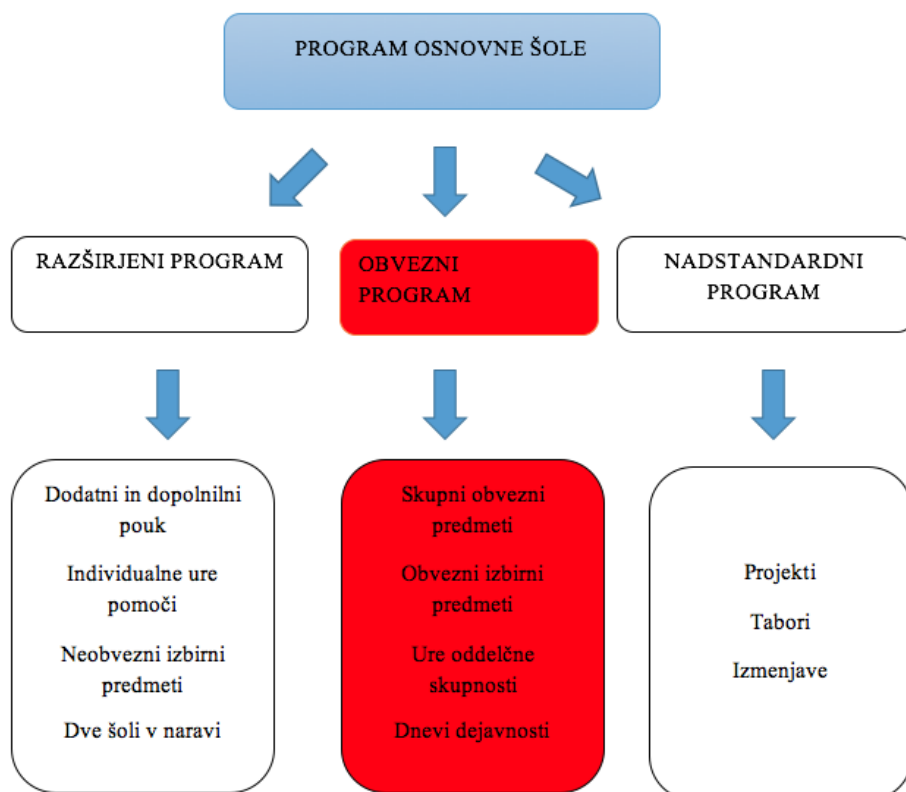 PROGRAM OSNOVNE ŠOLE
RAZŠIRJENI PROGRAM
OBVEZNI
PROGRAM
NADSTANDARDNI
PROGRAM
Dodatni in dopolnilni
pouk
Individualne ure
pomoči
Neobvezni izbirni
predmeti
Dve šoli v naravi
Skupni obvezni
predmeti
Obvezni izbirni
predmeti
Ure oddelčne
skupnosti
Dnevi dejavnosti
Projekti
Tabori
Izmenjave